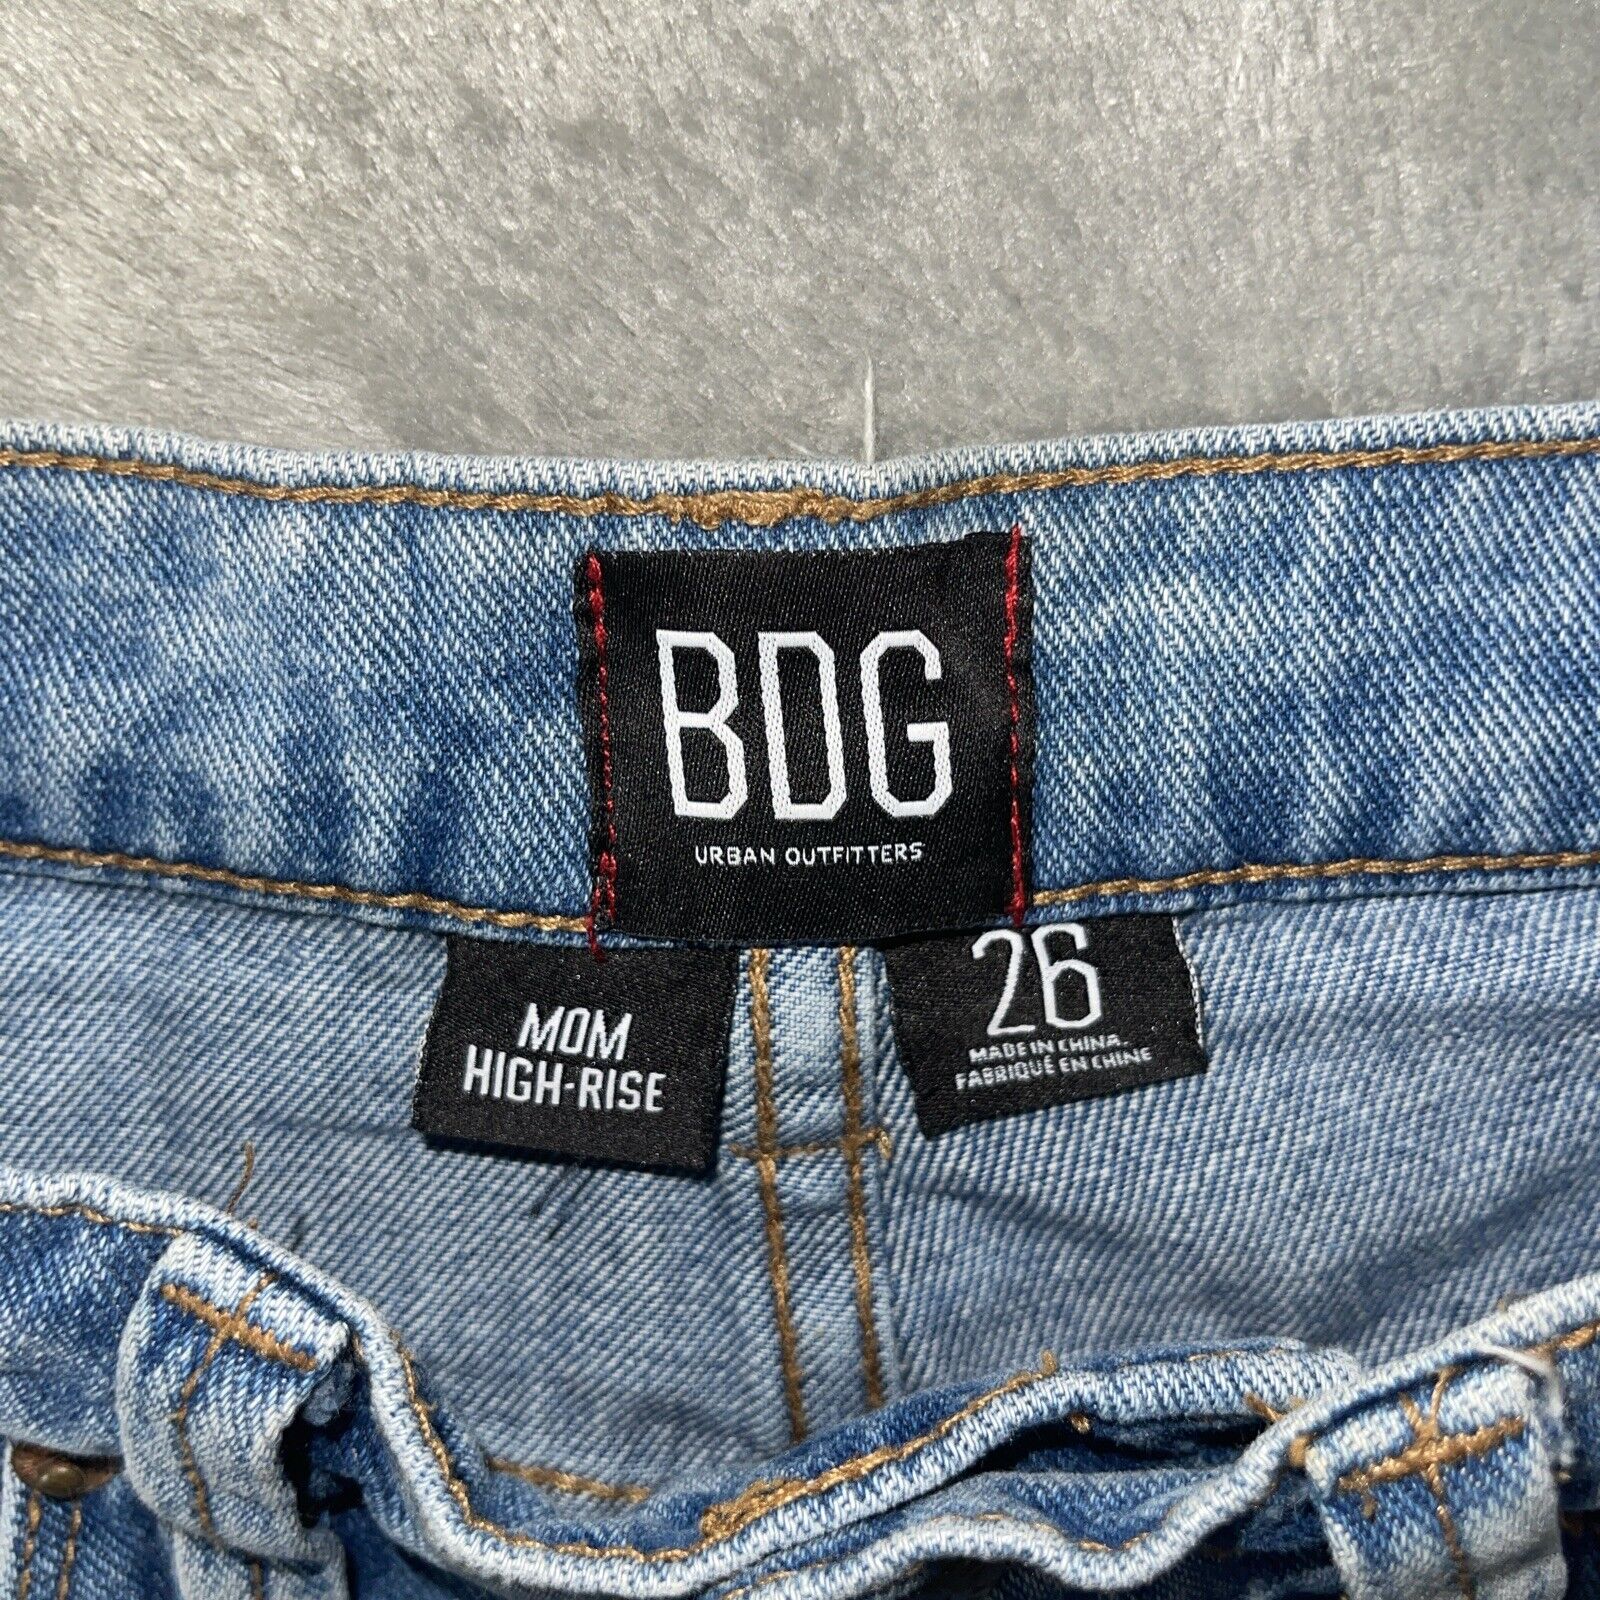 BDG
URBAN OUTFITTERS
MOM
HIGH-RISE
26
MADE IN CHINA.
FABRIQUÉ EN CHINE